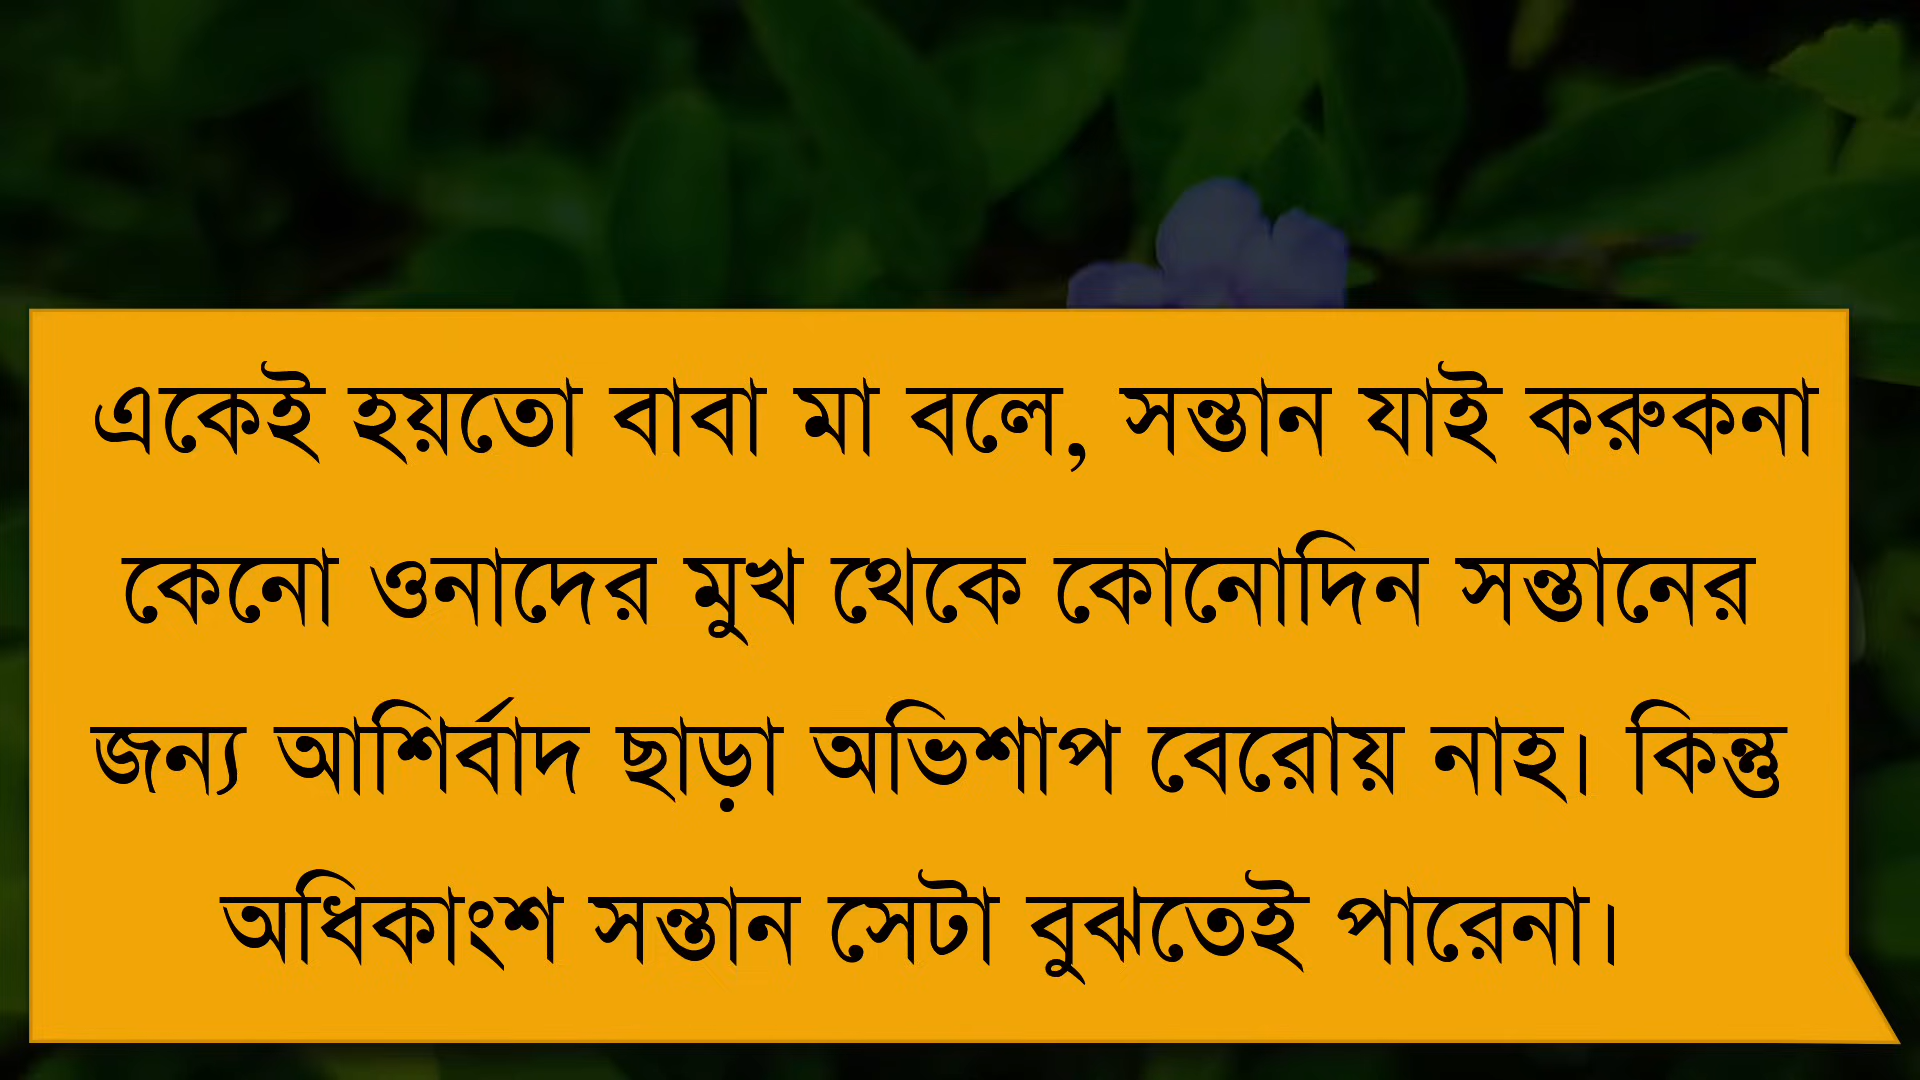 একেই হয়তো বাবা মা বলে, সন্তান যাই করুকনা
কেনো ওনাদের মুখ থেকে কোনোদিন সন্তানের
জন্য আশির্বাদ ছাড়া অভিশাপ বেরোয় নাহ। কিন্তু
অধিকাংশ সন্তান সেটা বুঝতেই পারেনা।